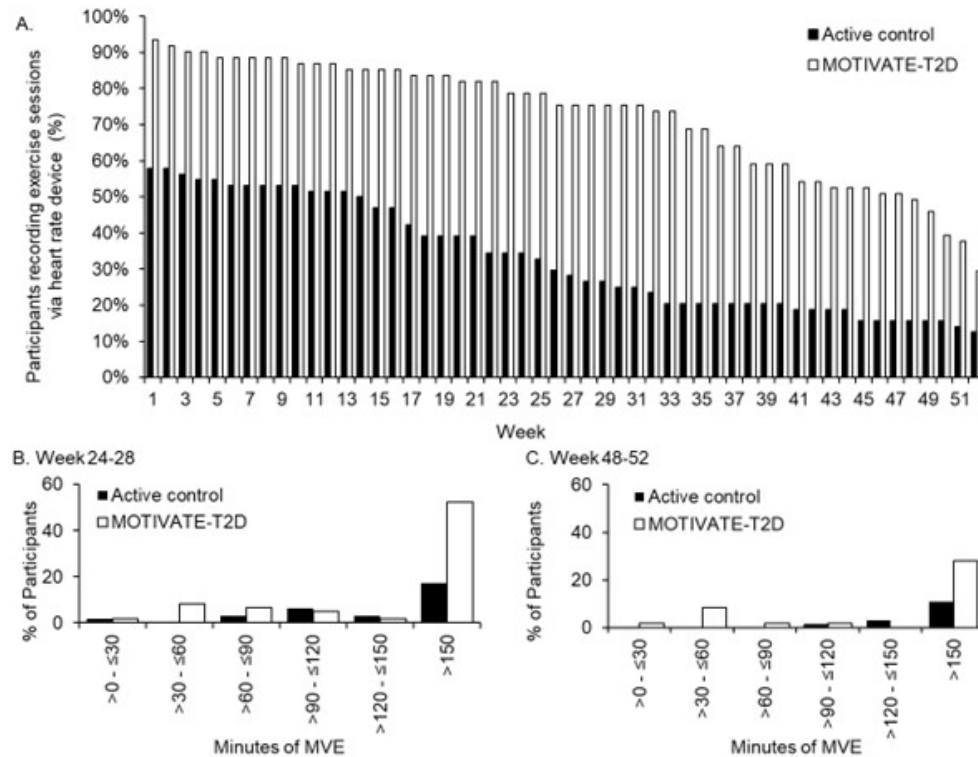 A.
100%
90%
80%
70%
60%
50%
40%
30%
20%
10%
0%
Participants recording exercise sessions
via heart rate device (%)
Active control
MOTIVATE-T2D
1 3 5 7 9 11 13 15 17 19 21 23 25 27 29 31 33 35 37 39 41 43 45 47 49 51
Week
B. Week 24-28
60
40
20
0
% of Participants
Active control
MOTIVATE-T2D
>0 - ≤30
>30 - ≤60
>60 - ≤90
>90 - ≤120
>120 - ≤150
>150
Minutes of MVE
C. Week 48-52
60
40
20
0
% of Participants
Active control
MOTIVATE-T2D
>0 - ≤30
>30 - ≤60
>60 - ≤90
>90 - ≤120
>120 - ≤150
>150
Minutes of MVE